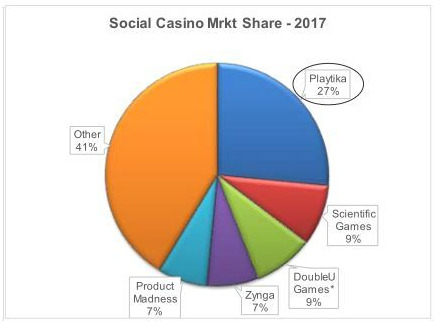 Social Casino Mrkt Share - 2017
Playtika
27%
Other
41%
Scientific
Games
9%
DoubleU
Games*
9%
Product
Madness
7%
Zynga
7%